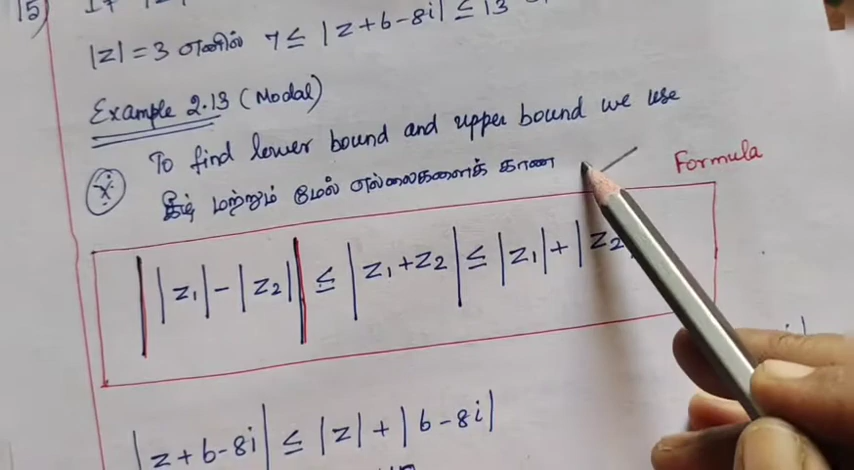 15)
|z| = 3 எனில் 7 ≤ |z+6-8i| ≤ 13
Example 2.13 (Modal)
To find lower bound and upper bound we use
கீழ் மற்றும் மேல் எல்லைகளைக் காண
Formula
||z₁| - |z₂|| ≤ |z₁+z₂| ≤ |z₁| + |z₂
|z+6-8i| ≤ |z| + |6-8i|